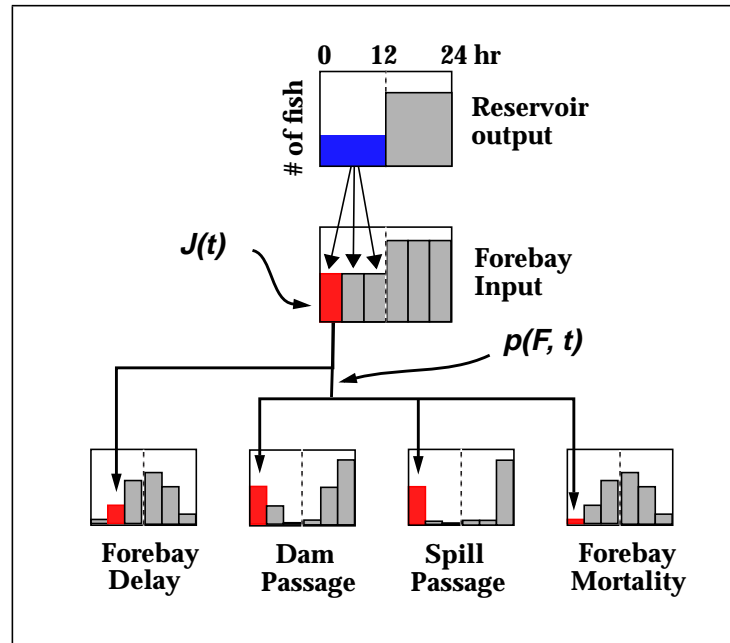 0 12 24 hr
# of fish
Reservoir
output
J(t)
Forebay
Input
p(F, t)
Forebay
Delay
Dam
Passage
Spill
Passage
Forebay
Mortality